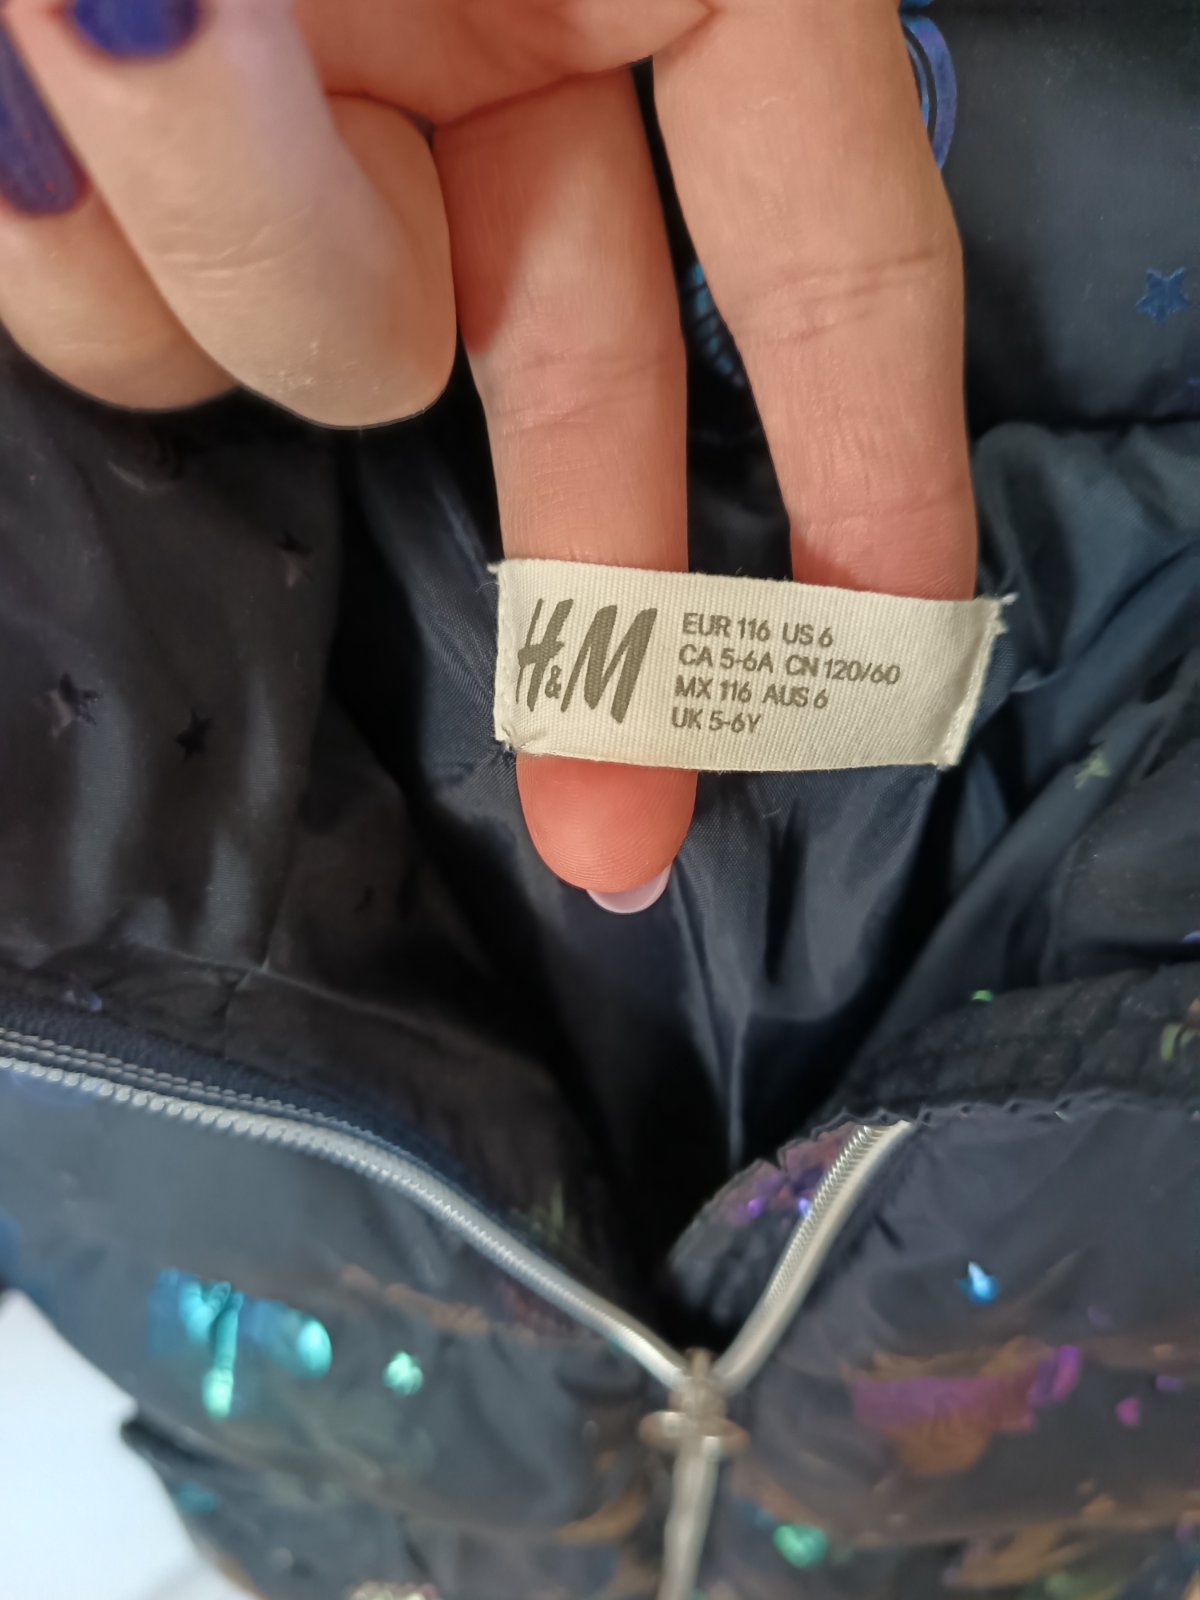 H&M
EUR 116 US 6
CA 5-6A CN 120/60
MX 116 AUS 6
UK 5-6Y